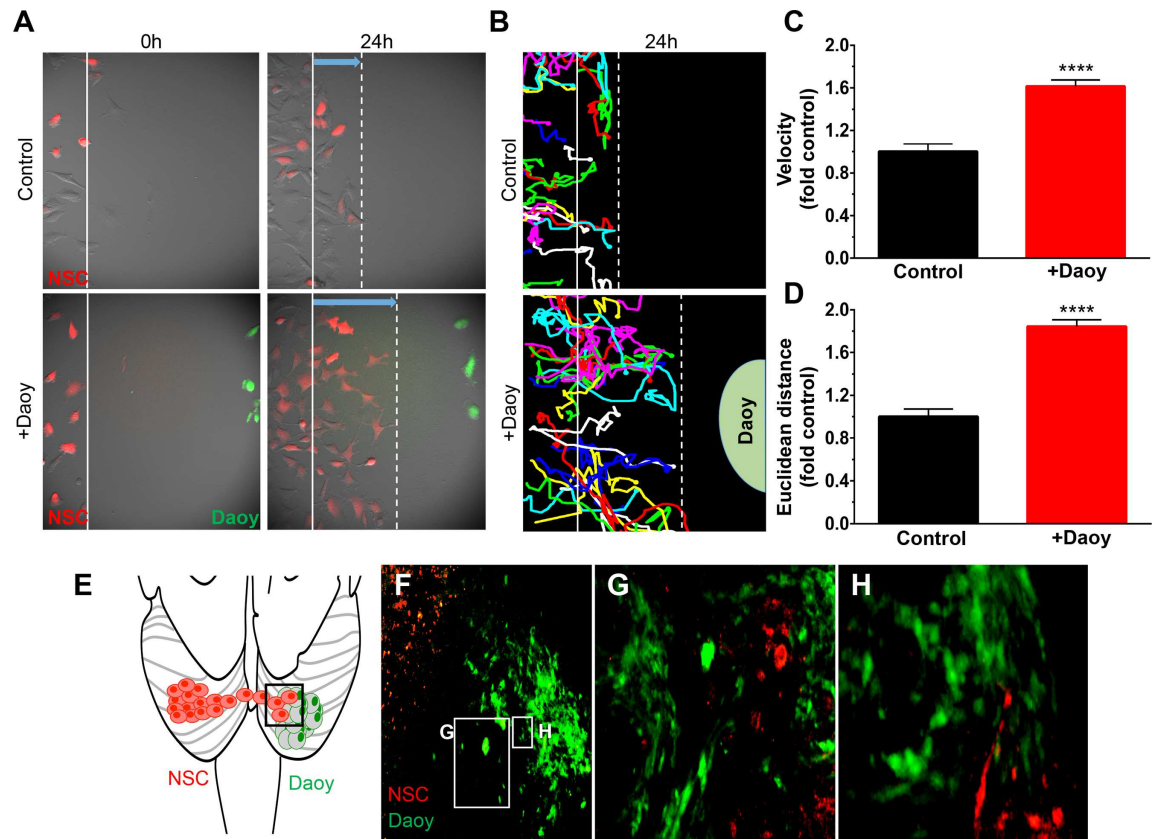 A
0h
24h
Control
NSC
+Daoy
NSC
Daoy
B
24h
Control
+Daoy
Daoy
C
Velocity
(fold control)
2.0
1.6
1.2
0.8
0.4
0.0
****
Control
+Daoy
D
Euclidean distance
(fold control)
2.0
1.6
1.2
0.8
0.4
0.0
****
Control
+Daoy
E
NSC
Daoy
F
G
H
NSC
Daoy
G
H